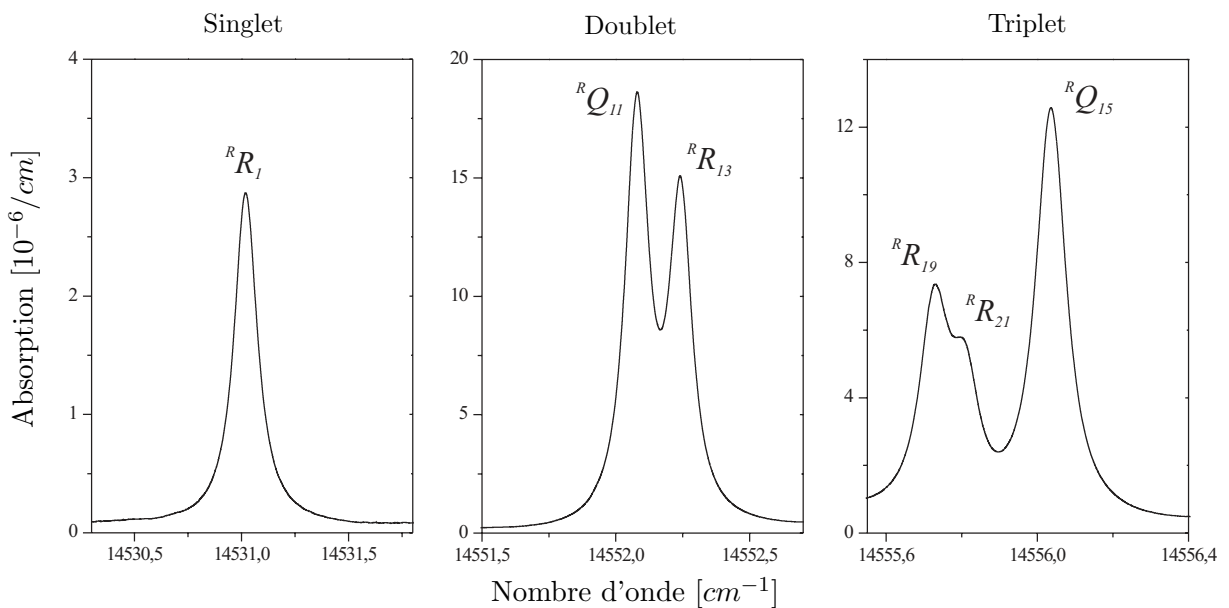 Singlet
Doublet
Triplet
Absorption [10⁻⁶/cm]
4
3
2
1
0
ᴿR₁
14530,5
14531,0
14531,5
20
15
10
5
0
ᴿQ₁₁
ᴿR₁₃
14551,5
14552,0
14552,5
12
8
4
0
ᴿR₁₉
ᴿR₂₁
ᴿQ₁₅
14555,6
14556,0
14556,4
Nombre d'onde [cm⁻¹]